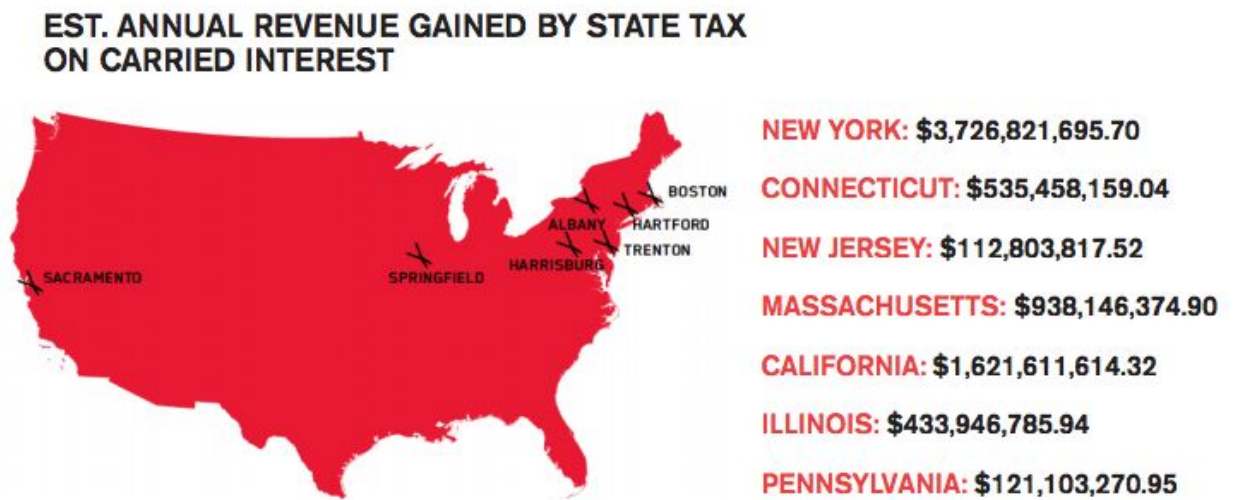 EST. ANNUAL REVENUE GAINED BY STATE TAX
ON CARRIED INTEREST
BOSTON
ALBANY
HARTFORD
TRENTON
HARRISBURG
SPRINGFIELD
SACRAMENTO
NEW YORK: $3,726,821,695.70
CONNECTICUT: $535,458,159.04
NEW JERSEY: $112,803,817.52
MASSACHUSETTS: $938,146,374.90
CALIFORNIA: $1,621,611,614.32
ILLINOIS: $433,946,785.94
PENNSYLVANIA: $121,103,270.95